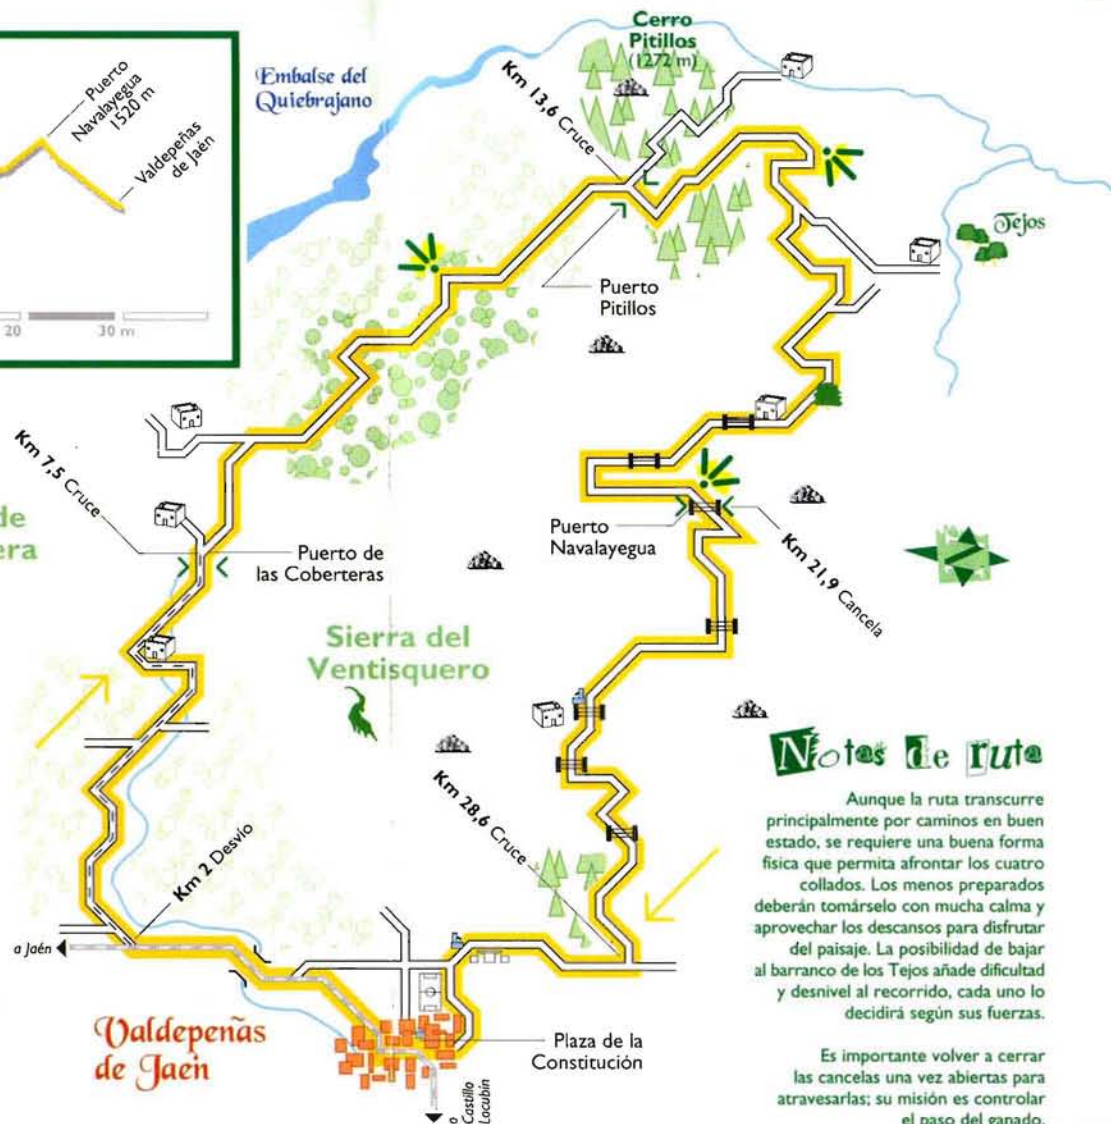 Puerto
Navalayegua
1520 m
Valdepeñas
de Jaén
20
30 m
Embalse del
Quiebrajano
Cerro
Pitillos
(1272 m)
Km 13,6 Cruce
Tejos
Puerto
Pitillos
Km 7,5 Cruce
de
era
Puerto de
las Coberteras
Puerto
Navalayegua
Km 21,9 Cancela
Sierra del
Ventisquero
Km 28,6 Cruce
Km 2 Desvío
a Jaén
Valdepeñas
de Jaén
Plaza de la
Constitución
a
Castillo
Locubín
Notas de ruta
Aunque la ruta transcurre
principalmente por caminos en buen
estado, se requiere una buena forma
física que permita afrontar los cuatro
collados. Los menos preparados
deberán tomárselo con mucha calma y
aprovechar los descansos para disfrutar
del paisaje. La posibilidad de bajar
al barranco de los Tejos añade dificultad
y desnivel al recorrido, cada uno lo
decidirá según sus fuerzas.
Es importante volver a cerrar
las cancelas una vez abiertas para
atravesarlas; su misión es controlar
el paso del ganado.